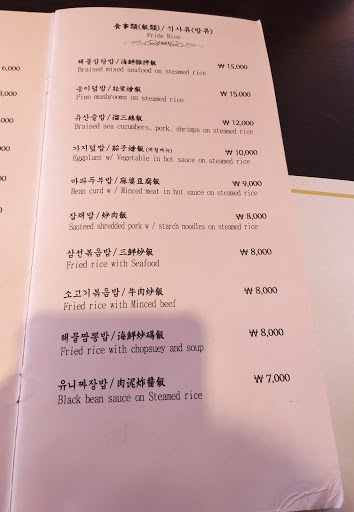 食事類(飯類)/ 식사류(밥류)
Fride Rice
해물잡탕밥/海鮮雜拌飯 ₩ 15,000
Braised mixed seafood on steamed rice
송이덮밥/松茸燴飯 ₩ 15,000
Pine mushrooms on steamed rice
유산슬밥/溜三絲飯 ₩ 12,000
Braised sea cucumbers, pork, shrimps on steamed rice
가지덮밥/茄子燴飯(계절메뉴) ₩ 10,000
Eggplant w/ Vegetable in hot sauce on steamed rice
마파두부밥/麻婆豆腐飯 ₩ 9,000
Bean curd w / Minced meat in hot sauce on steamed rice
잡채밥/炒肉飯 ₩ 8,000
Sauteed shredded pork w / starch noodles on steamed rice
삼선볶음밥/三鮮炒飯 ₩ 8,000
Fried rice with Seafood
소고기볶음밥/牛肉炒飯 ₩ 8,000
Fried rice with Minced beef
해물짬뽕밥/海鮮炒碼飯 ₩ 8,000
Fried rice with chopsuey and soup
유니짜장밥/肉泥炸醬飯 ₩ 7,000
Black bean sauce on Steamed rice
6,000